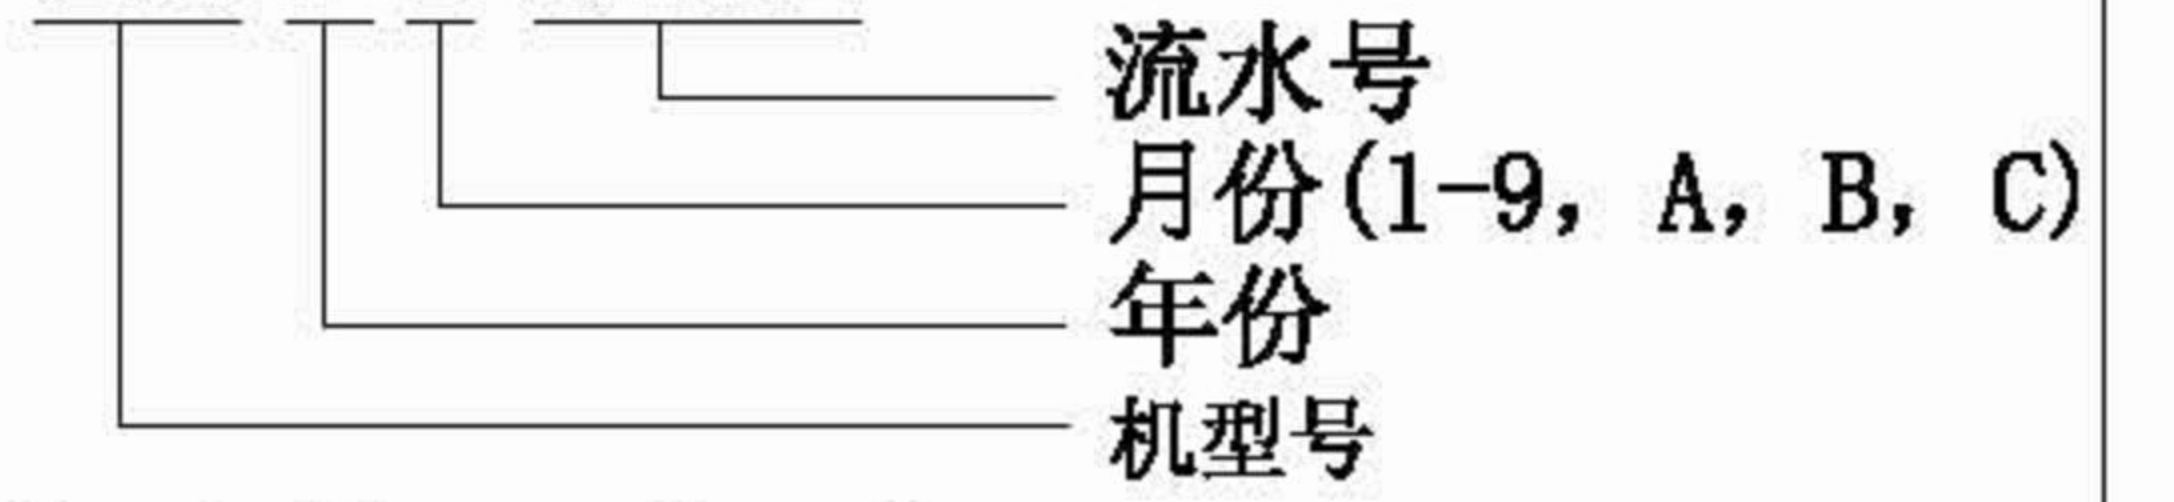 流水号
月份(1-9, A, B, C)
年份
机型号